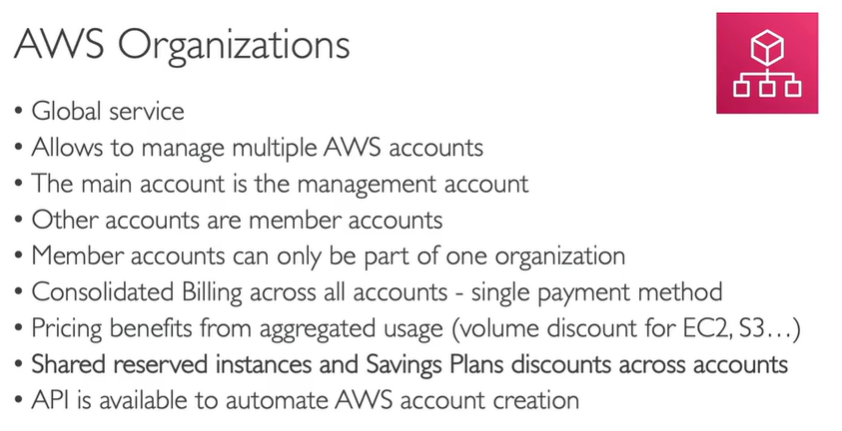 AWS Organizations
• Global service
• Allows to manage multiple AWS accounts
• The main account is the management account
• Other accounts are member accounts
• Member accounts can only be part of one organization
• Consolidated Billing across all accounts - single payment method
• Pricing benefits from aggregated usage (volume discount for EC2, S3…)
• Shared reserved instances and Savings Plans discounts across accounts
• API is available to automate AWS account creation